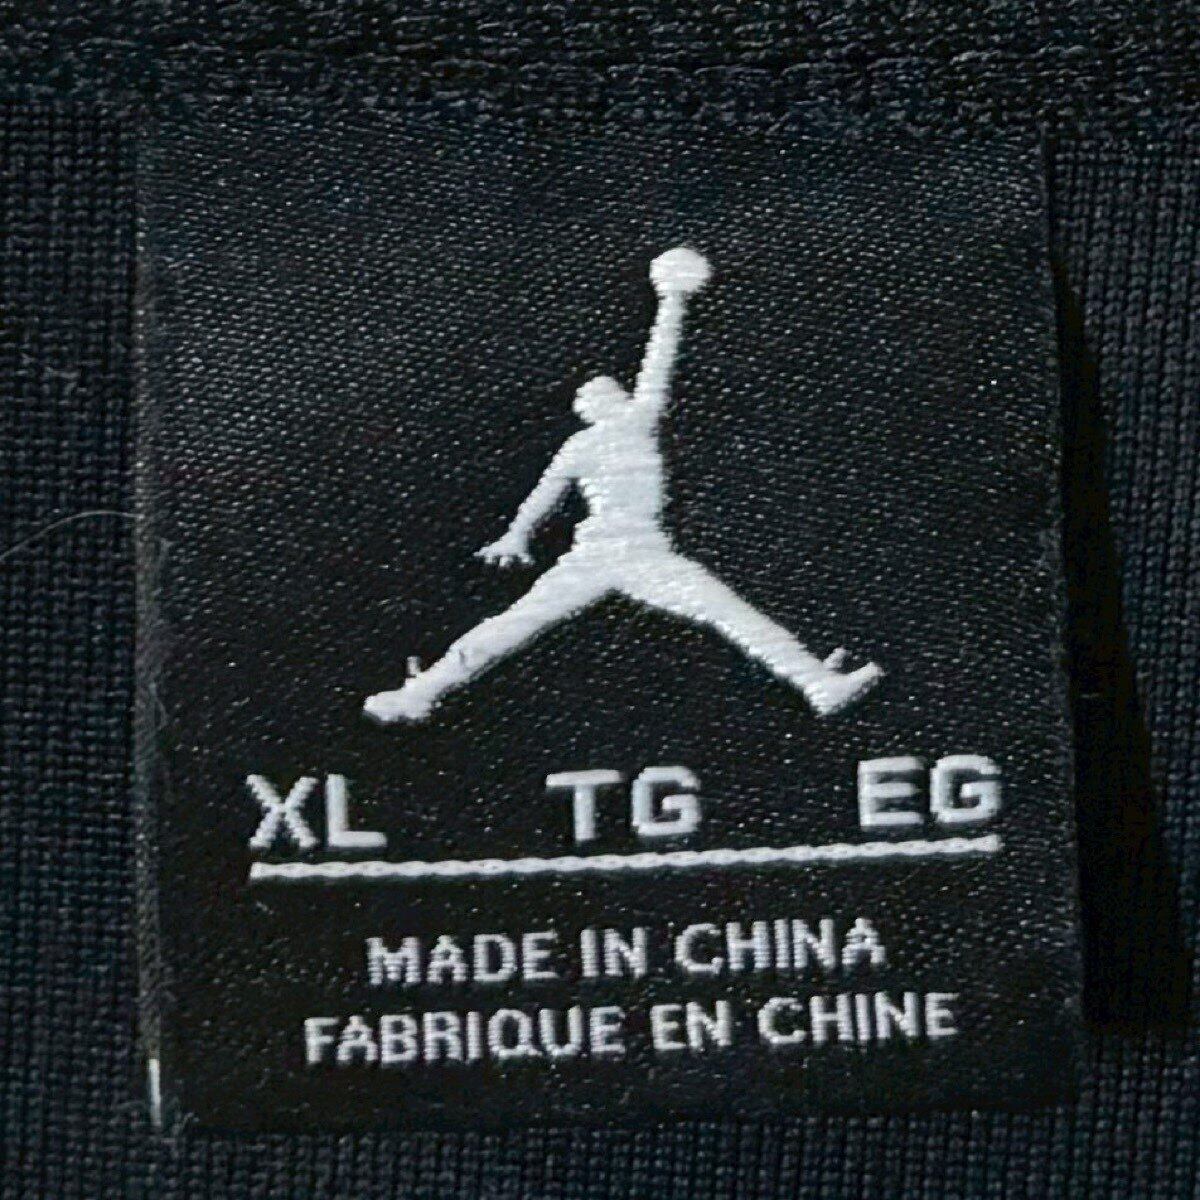 XL TG EG
MADE IN CHINA
FABRIQUE EN CHINE